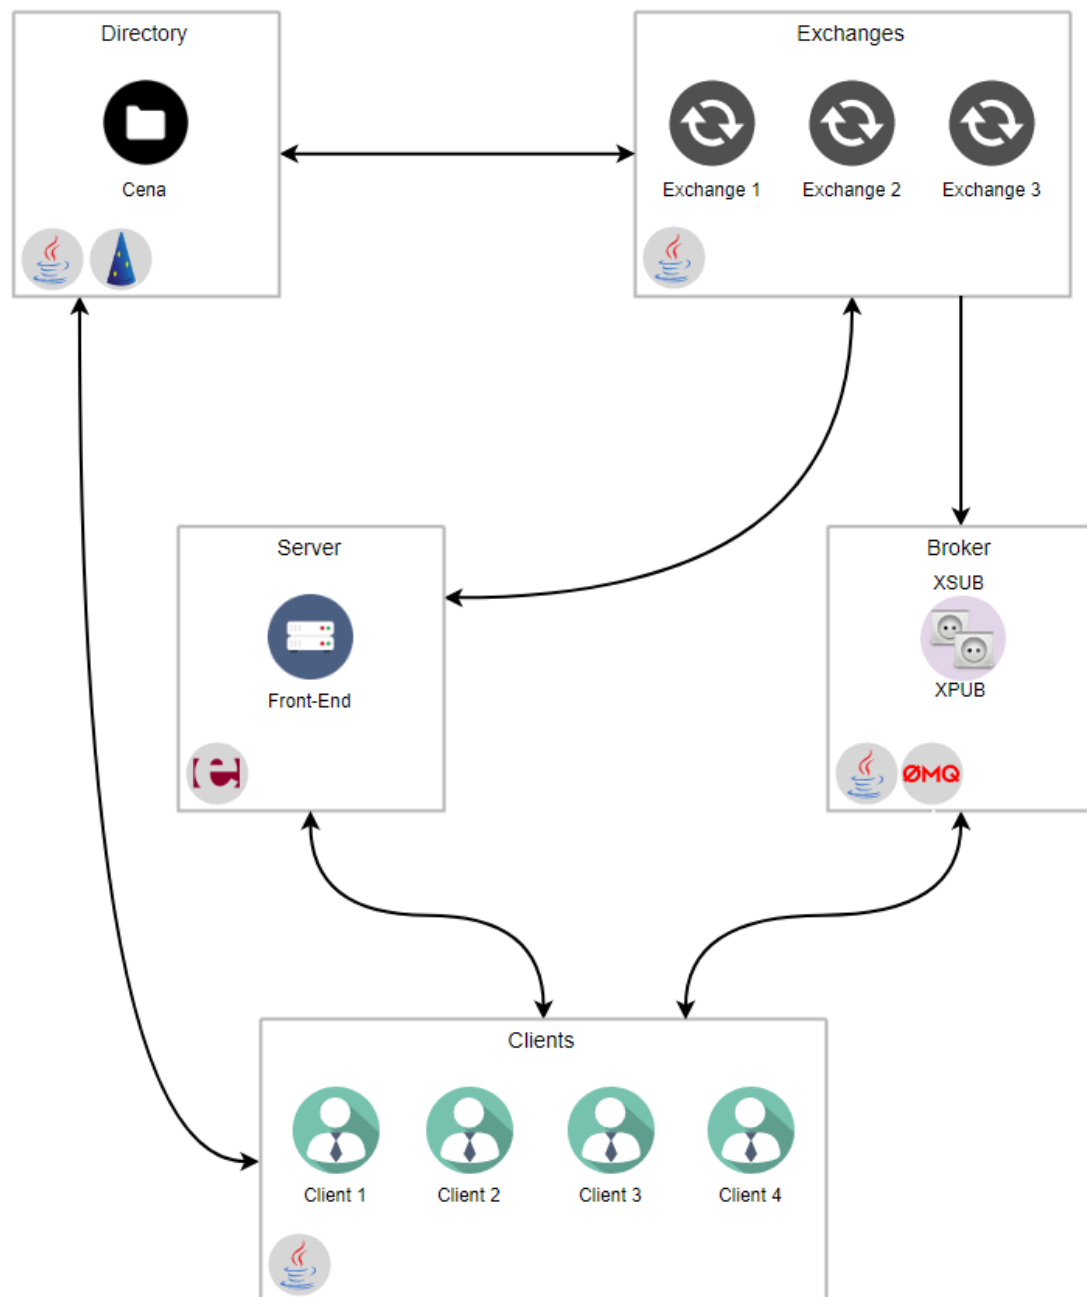 Directory
Cena
Exchanges
Exchange 1
Exchange 2
Exchange 3
Server
Front-End
e
Broker
XSUB
XPUB
ØMQ
Clients
Client 1
Client 2
Client 3
Client 4